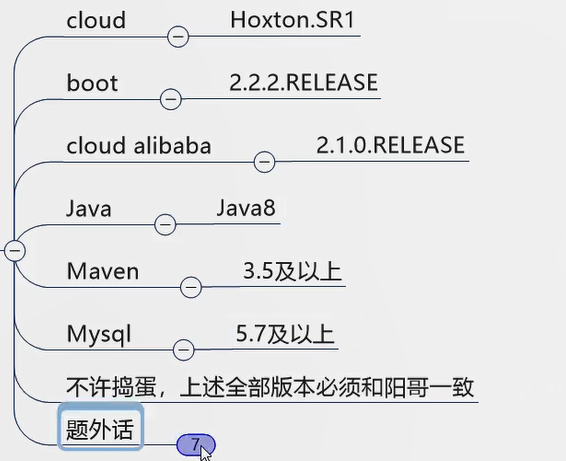 cloud Hoxton.SR1
boot 2.2.2.RELEASE
cloud alibaba 2.1.0.RELEASE
Java Java8
Maven 3.5及以上
Mysql 5.7及以上
不许捣蛋，上述全部版本必须和阳哥一致
题外话 7